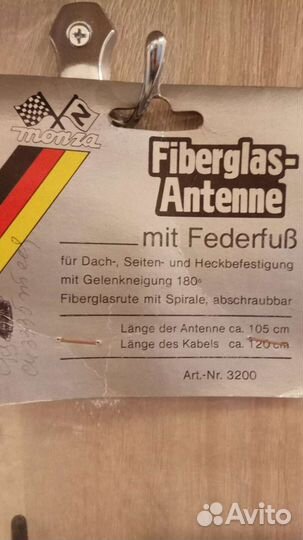 monza
Fiberglas-
Antenne
mit Federfuß
für Dach-, Seiten- und Heckbefestigung
mit Gelenkneigung 180°
Fiberglasrute mit Spirale, abschraubbar
Länge der Antenne ca. 105 cm
Länge des Kabels ca. 120 cm
Art.-Nr. 3200
Avito